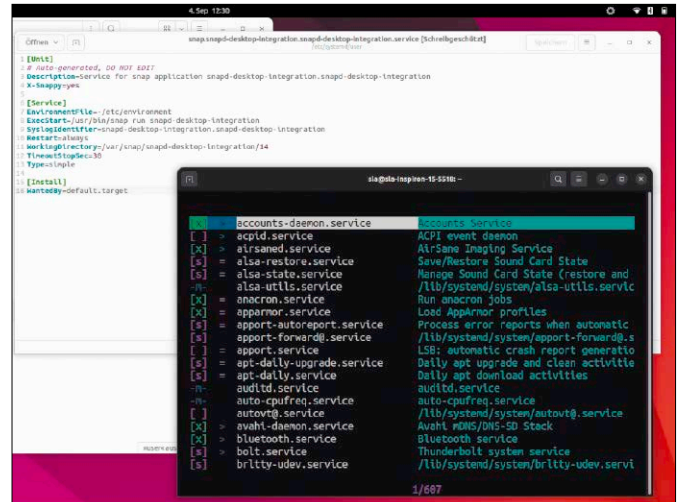 4. Sep 12:30
Öffnen
snap.snapd-desktop-integration.snapd-desktop-integration.service [Schreibgeschützt]
1 [Unit]
2 # Auto-generated, DO NOT EDIT
3 Description=Service for snap application snapd-desktop-integration.snapd-desktop-integration
4 X-Snappy=yes
5
6 [Service]
7 EnvironmentFile=-/etc/environment
8 ExecStart=/usr/bin/snap run snapd-desktop-integration
9 SyslogIdentifier=snapd-desktop-integration.snapd-desktop-integration
10 Restart=always
11 WorkingDirectory=/var/snap/snapd-desktop-integration/14
12 TimeoutStopSec=30
13 Type=simple
14
15 [Install]
16 WantedBy=default.target
sla@sla-Inspiron-15-5518: ~
[x] > accounts-daemon.service Accounts Service
[ ] > acpid.service ACPI event daemon
[x] > airsaned.service AirSane Imaging Service
[s] = alsa-restore.service Save/Restore Sound Card State
[s] = alsa-state.service Manage Sound Card State (restore and
-m- alsa-utils.service /lib/systemd/system/alsa-utils.servic
[x] = anacron.service Run anacron jobs
[x] = apparmor.service Load AppArmor profiles
[s] = apport-autoreport.service Process error reports when automatic
[s] apport-forward@.service /lib/systemd/system/apport-forward@.s
[ ] = apport.service LSB: automatic crash report generatio
[s] = apt-daily-upgrade.service Daily apt upgrade and clean activitie
[s] = apt-daily.service Daily apt download activities
-n- auditd.service auditd.service
-n- auto-cpufreq.service auto-cpufreq.service
[ ] autovt@.service /lib/systemd/system/autovt@.service
[x] > avahi-daemon.service Avahi mDNS/DNS-SD Stack
[x] > bluetooth.service Bluetooth service
[s] > bolt.service Thunderbolt system service
[s] brltty-udev.service /lib/systemd/system/brltty-udev.servi
1/607